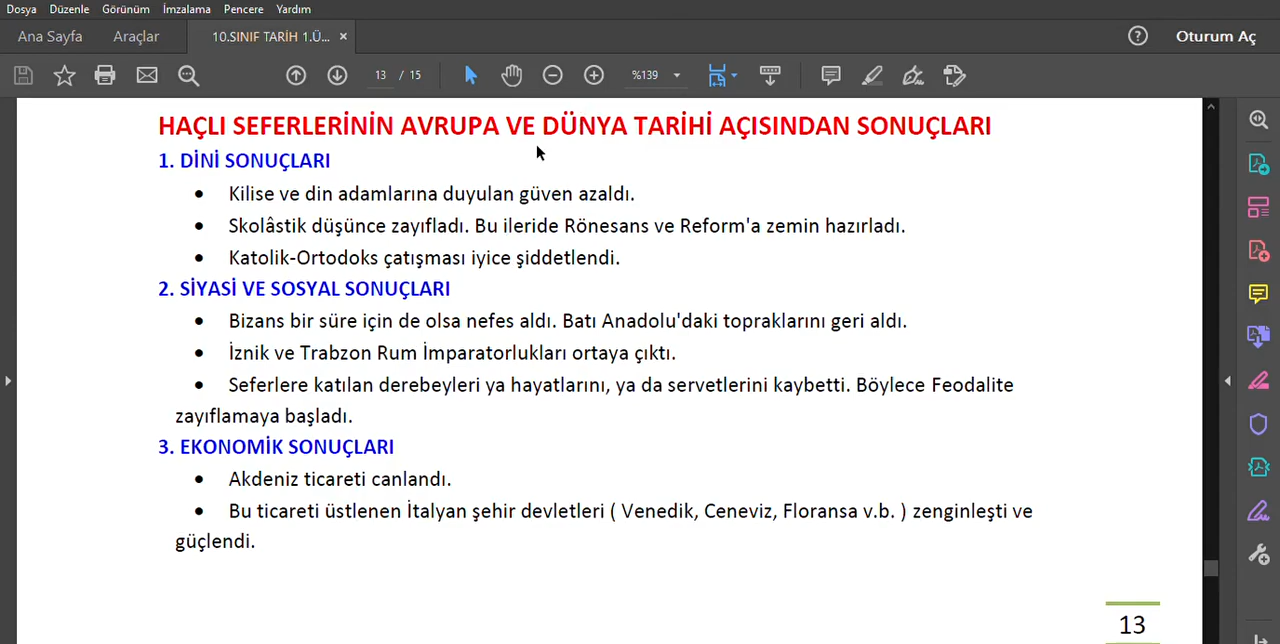 Dosya Düzenle Görünüm İmzalama Pencere Yardım
Ana Sayfa Araçlar 10.SINIF TARİH 1.Ü... × ? Oturum Aç
13 / 15 %139
HAÇLI SEFERLERİNİN AVRUPA VE DÜNYA TARİHİ AÇISINDAN SONUÇLARI
1. DİNİ SONUÇLARI
• Kilise ve din adamlarına duyulan güven azaldı.
• Skolâstik düşünce zayıfladı. Bu ileride Rönesans ve Reform'a zemin hazırladı.
• Katolik-Ortodoks çatışması iyice şiddetlendi.
2. SİYASİ VE SOSYAL SONUÇLARI
• Bizans bir süre için de olsa nefes aldı. Batı Anadolu'daki topraklarını geri aldı.
• İznik ve Trabzon Rum İmparatorlukları ortaya çıktı.
• Seferlere katılan derebeyleri ya hayatlarını, ya da servetlerini kaybetti. Böylece Feodalite
zayıflamaya başladı.
3. EKONOMİK SONUÇLARI
• Akdeniz ticareti canlandı.
• Bu ticareti üstlenen İtalyan şehir devletleri ( Venedik, Ceneviz, Floransa v.b. ) zenginleşti ve
güçlendi.
13